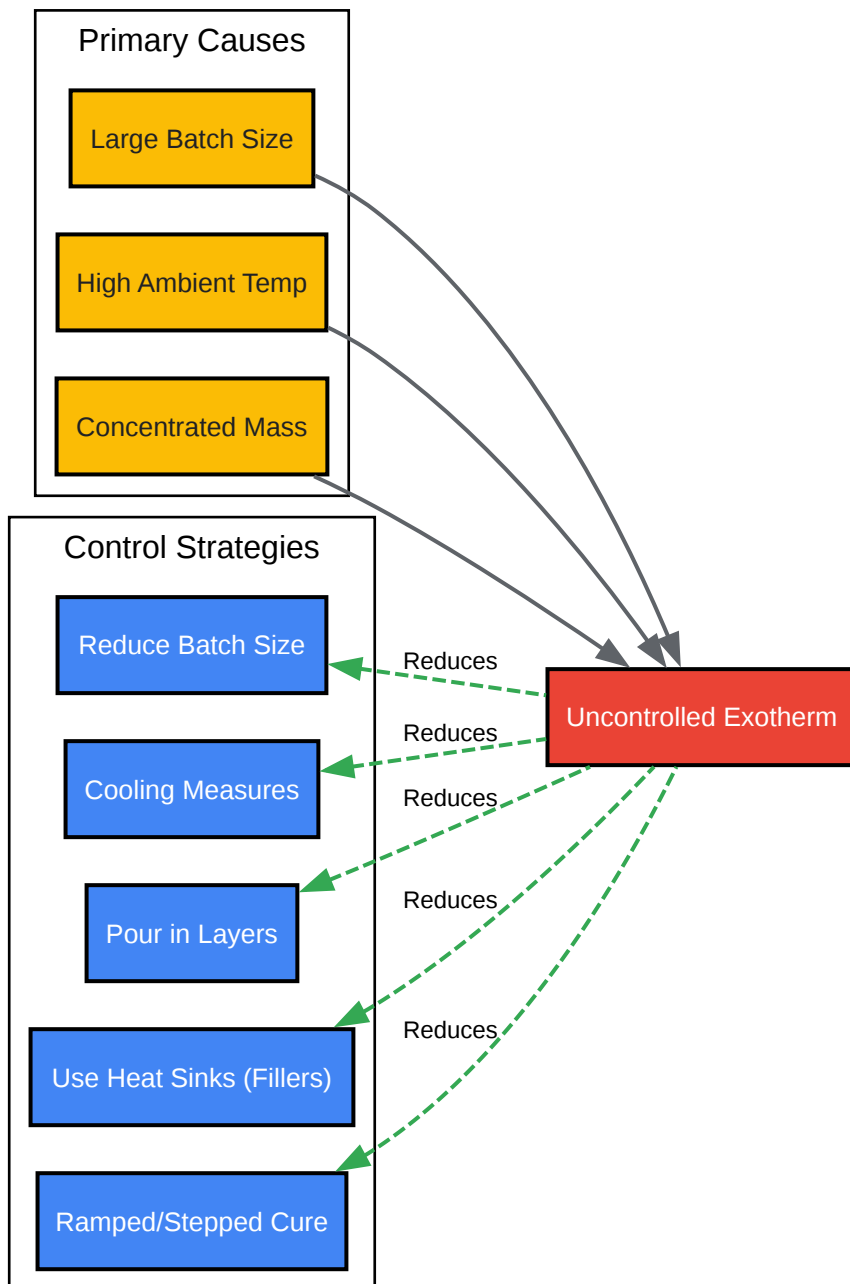 Primary Causes
Large Batch Size
High Ambient Temp
Concentrated Mass
Control Strategies
Reduce Batch Size
Reduces
Uncontrolled Exotherm
Reduces
Cooling Measures
Reduces
Pour in Layers
Reduces
Use Heat Sinks (Fillers)
Reduces
Ramped/Stepped Cure